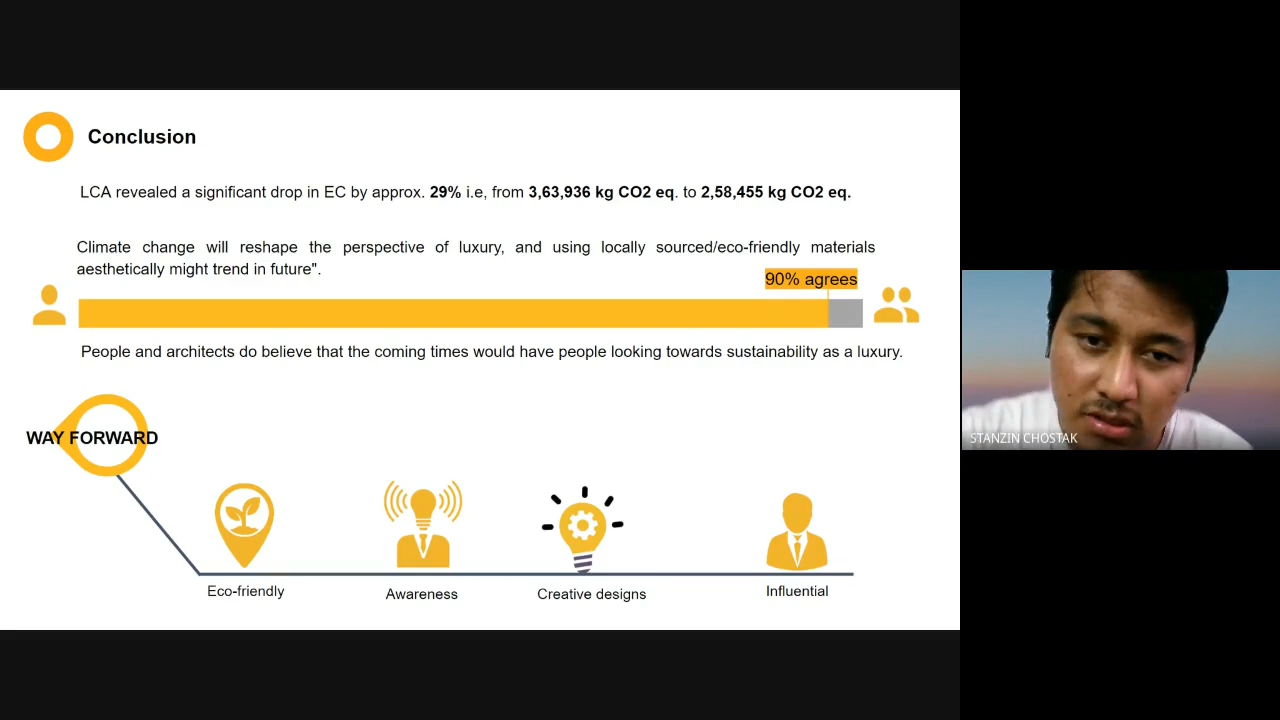 Conclusion
LCA revealed a significant drop in EC by approx. 29% i.e, from 3,63,936 kg CO2 eq. to 2,58,455 kg CO2 eq.
Climate change will reshape the perspective of luxury, and using locally sourced/eco-friendly materials
aesthetically might trend in future".
90% agrees
People and architects do believe that the coming times would have people looking towards sustainability as a luxury.
WAY FORWARD
Eco-friendly
Awareness
Creative designs
Influential
STANZIN CHOSTAK